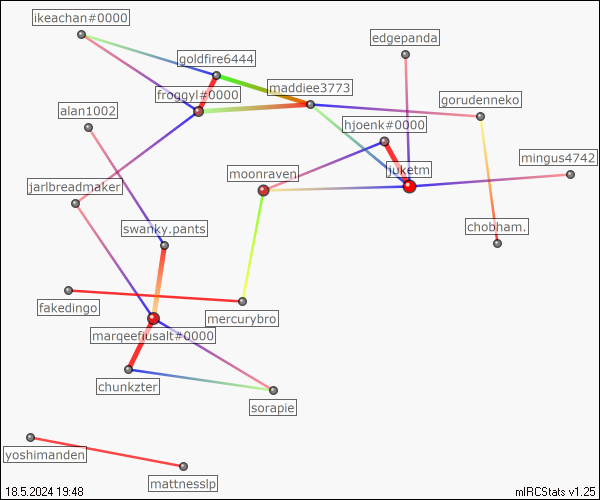 ikeachan#0000
edgepanda
goldfire6444
maddiee3773
froggyl#0000
gorudenneko
alan1002
hjoenk#0000
mingus4742
juketm
moonraven
jarlbreadmaker
swanky.pants
chobham.
fakedingo
mercurybro
marqeefiusalt#0000
chunkzter
sorapie
yoshimanden
mattnesslp
18.5.2024 19:48
mIRCStats v1.25